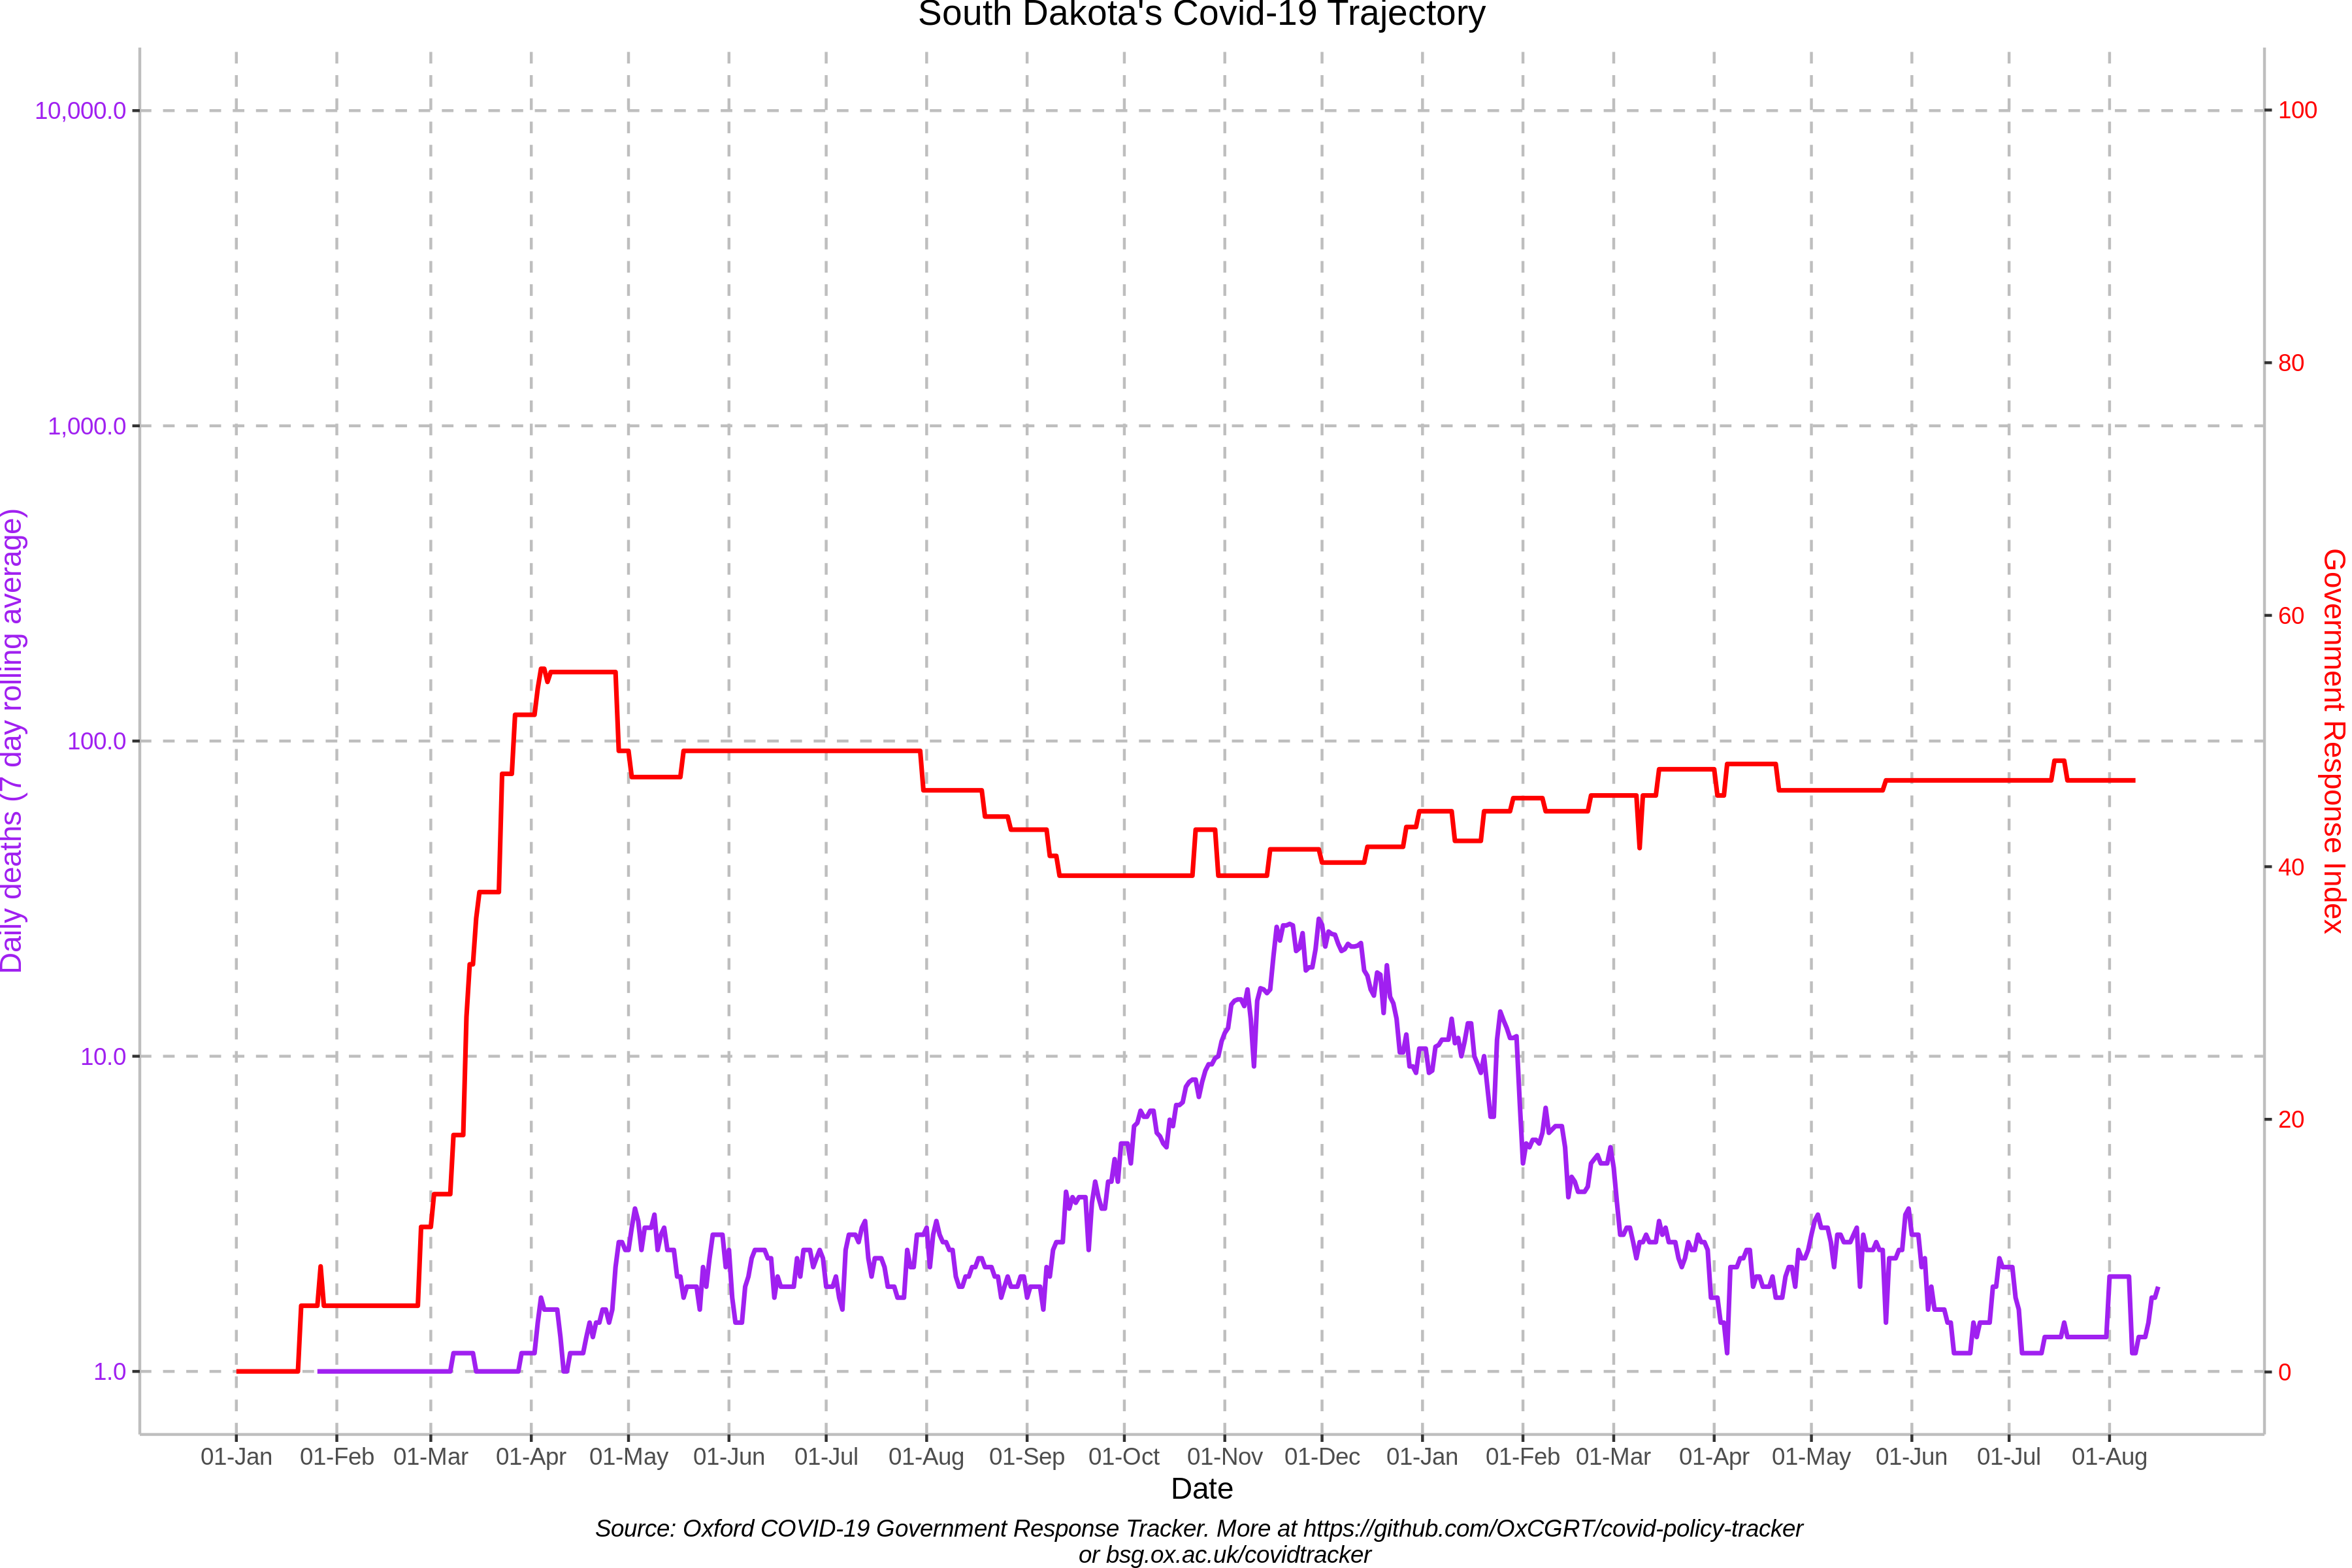 South Dakota's Covid-19 Trajectory
10,000.0
1,000.0
100.0
10.0
1.0
Daily deaths (7 day rolling average)
100
80
60
40
20
0
Government Response Index
01-Jan 01-Feb 01-Mar 01-Apr 01-May 01-Jun 01-Jul 01-Aug 01-Sep 01-Oct 01-Nov 01-Dec 01-Jan 01-Feb 01-Mar 01-Apr 01-May 01-Jun 01-Jul 01-Aug
Date
Source: Oxford COVID-19 Government Response Tracker. More at https://github.com/OxCGRT/covid-policy-tracker
or bsg.ox.ac.uk/covidtracker